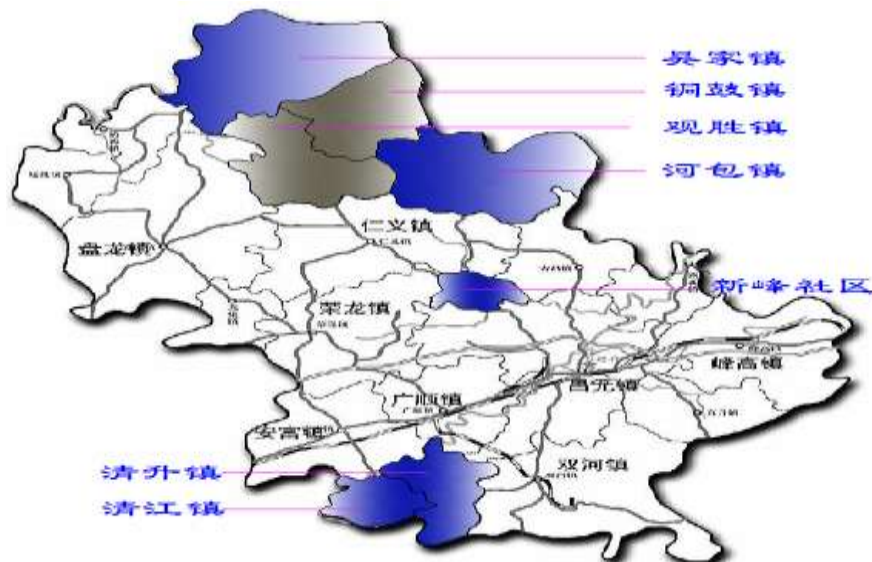 吴家镇
铜鼓镇
观胜镇
河包镇
仁义镇
盘龙镇
新峰社区
荣龙镇
峰高镇
昌元镇
广顺镇
安富镇
清升镇
双河镇
清江镇